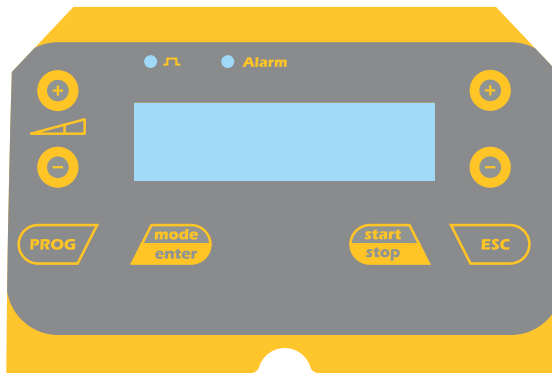 Alarm
+ +
- -
PROG
mode
enter
start
stop
ESC